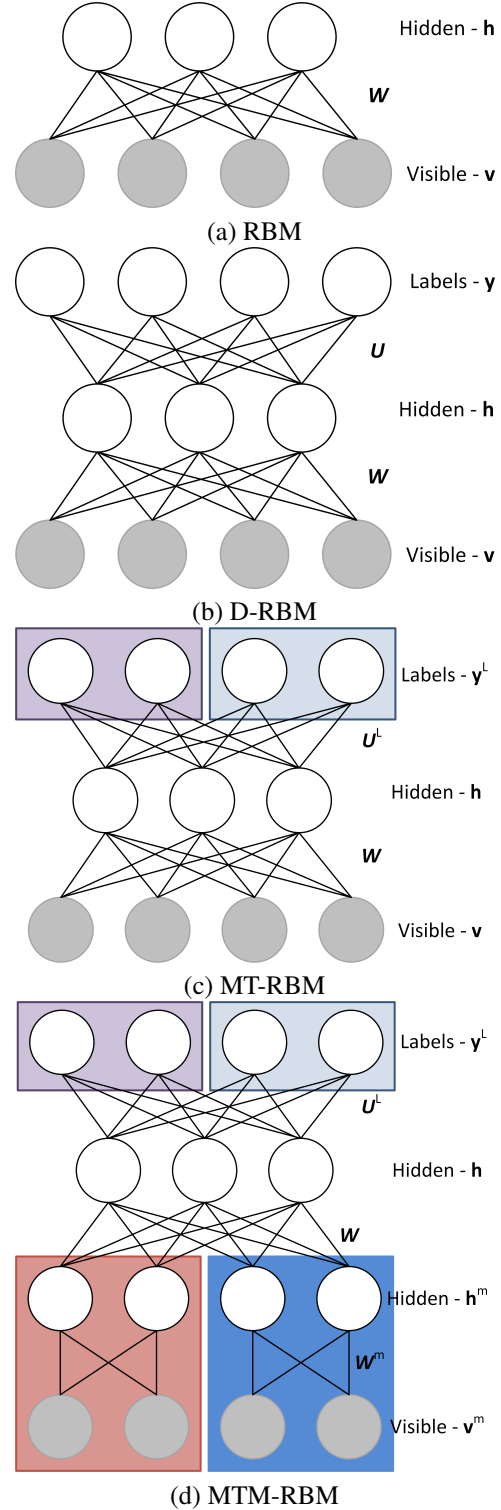 Hidden - h
W
Visible - v
(a) RBM
Labels - y
U
Hidden - h
W
Visible - v
(b) D-RBM
Labels - y^L
U^L
Hidden - h
W
Visible - v
(c) MT-RBM
Labels - y^L
U^L
Hidden - h
W
Hidden - h^m
W^m
Visible - v^m
(d) MTM-RBM